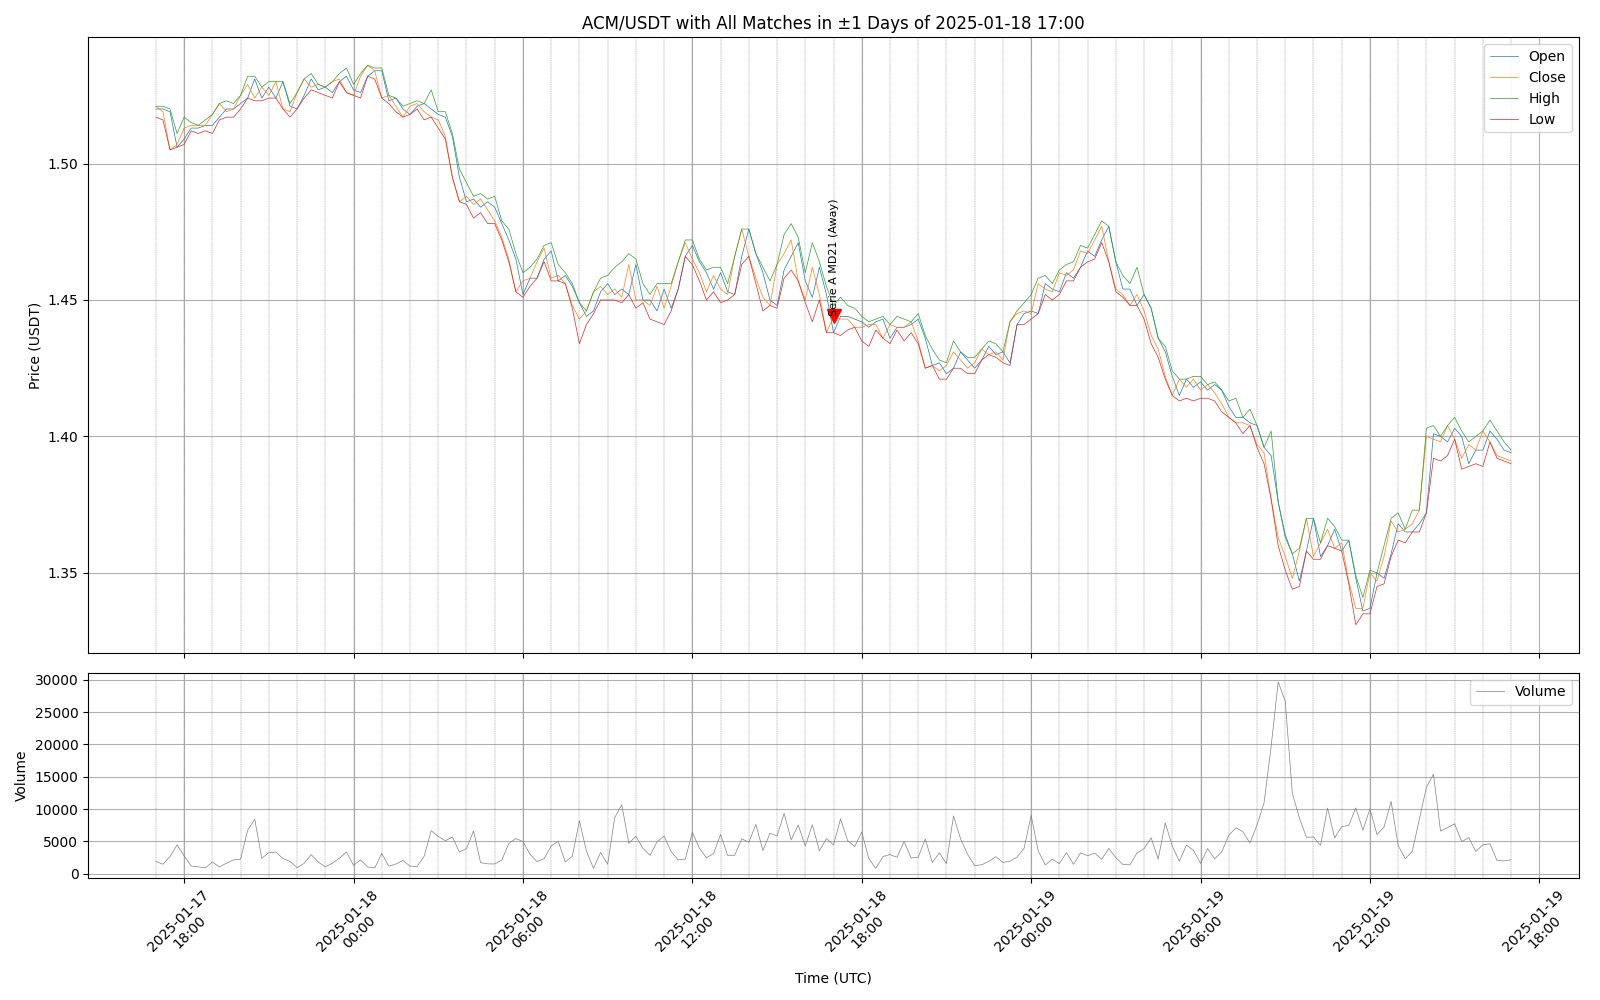 ACM/USDT with All Matches in ±1 Days of 2025-01-18 17:00
Open
Close
High
Low
Price (USDT)
1.50
1.45
1.40
1.35
Serie A MD21 (Away)
Volume
Volume
30000
25000
20000
15000
10000
5000
0
2025-01-17
18:00
2025-01-18
00:00
2025-01-18
06:00
2025-01-18
12:00
2025-01-18
18:00
2025-01-19
00:00
2025-01-19
06:00
2025-01-19
12:00
2025-01-19
18:00
Time (UTC)